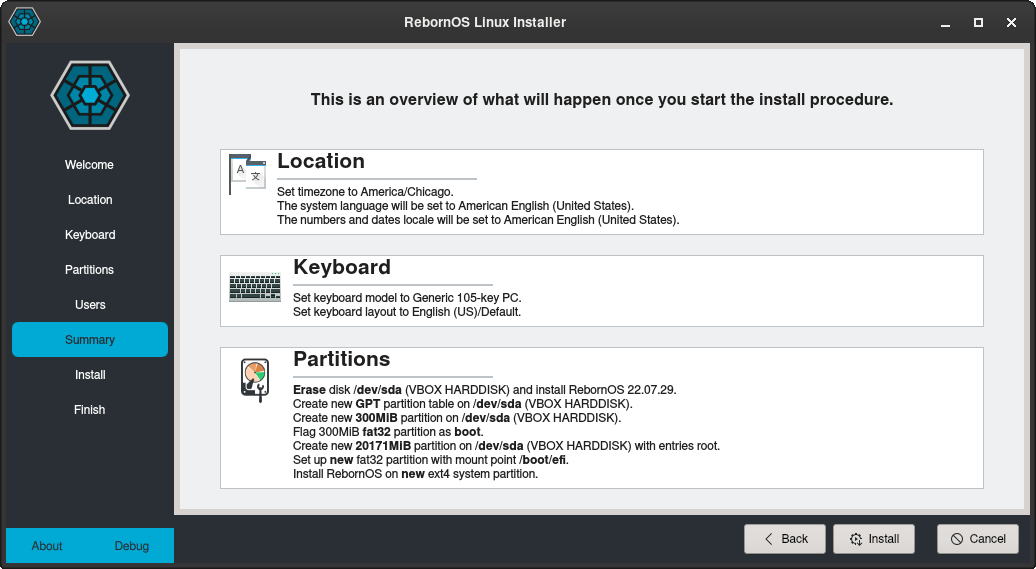 RebornOS Linux Installer
Welcome
Location
Keyboard
Partitions
Users
Summary
Install
Finish
About
Debug
This is an overview of what will happen once you start the install procedure.
A
文
Location
Set timezone to America/Chicago.
The system language will be set to American English (United States).
The numbers and dates locale will be set to American English (United States).
Keyboard
Set keyboard model to Generic 105-key PC.
Set keyboard layout to English (US)/Default.
Partitions
Erase disk /dev/sda (VBOX HARDDISK) and install RebornOS 22.07.29.
Create new GPT partition table on /dev/sda (VBOX HARDDISK).
Create new 300MiB partition on /dev/sda (VBOX HARDDISK).
Flag 300MiB fat32 partition as boot.
Create new 20171MiB partition on /dev/sda (VBOX HARDDISK) with entries root.
Set up new fat32 partition with mount point /boot/efi.
Install RebornOS on new ext4 system partition.
Back
Install
Cancel